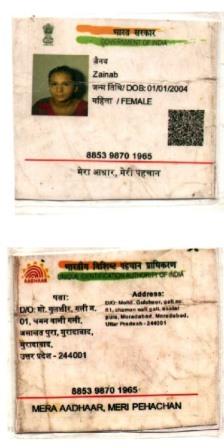 भारत सरकार
GOVERNMENT OF INDIA
जैनब
Zainab
जन्म तिथि/ DOB: 01/01/2004
महिला / FEMALE
8853 9870 1965
मेरा आधार, मेरी पहचान
भारतीय विशिष्ट पहचान प्राधिकरण
UNIQUE IDENTIFICATION AUTHORITY OF INDIA
AADHAAR
पता:
D/O: मो. गुलशेर, गली न.
01, चमन वाली गली,
असालत पुरा, मुरादाबाद,
मुरादाबाद,
उत्तर प्रदेश - 244001
Address:
D/O: Mohd. Gulsher, gali no
01, chaman wali gali,
pura, Moradabad, Moradabad,
Uttar Pradesh - 244001
8853 9870 1965
MERA AADHAAR, MERI PEHACHAN